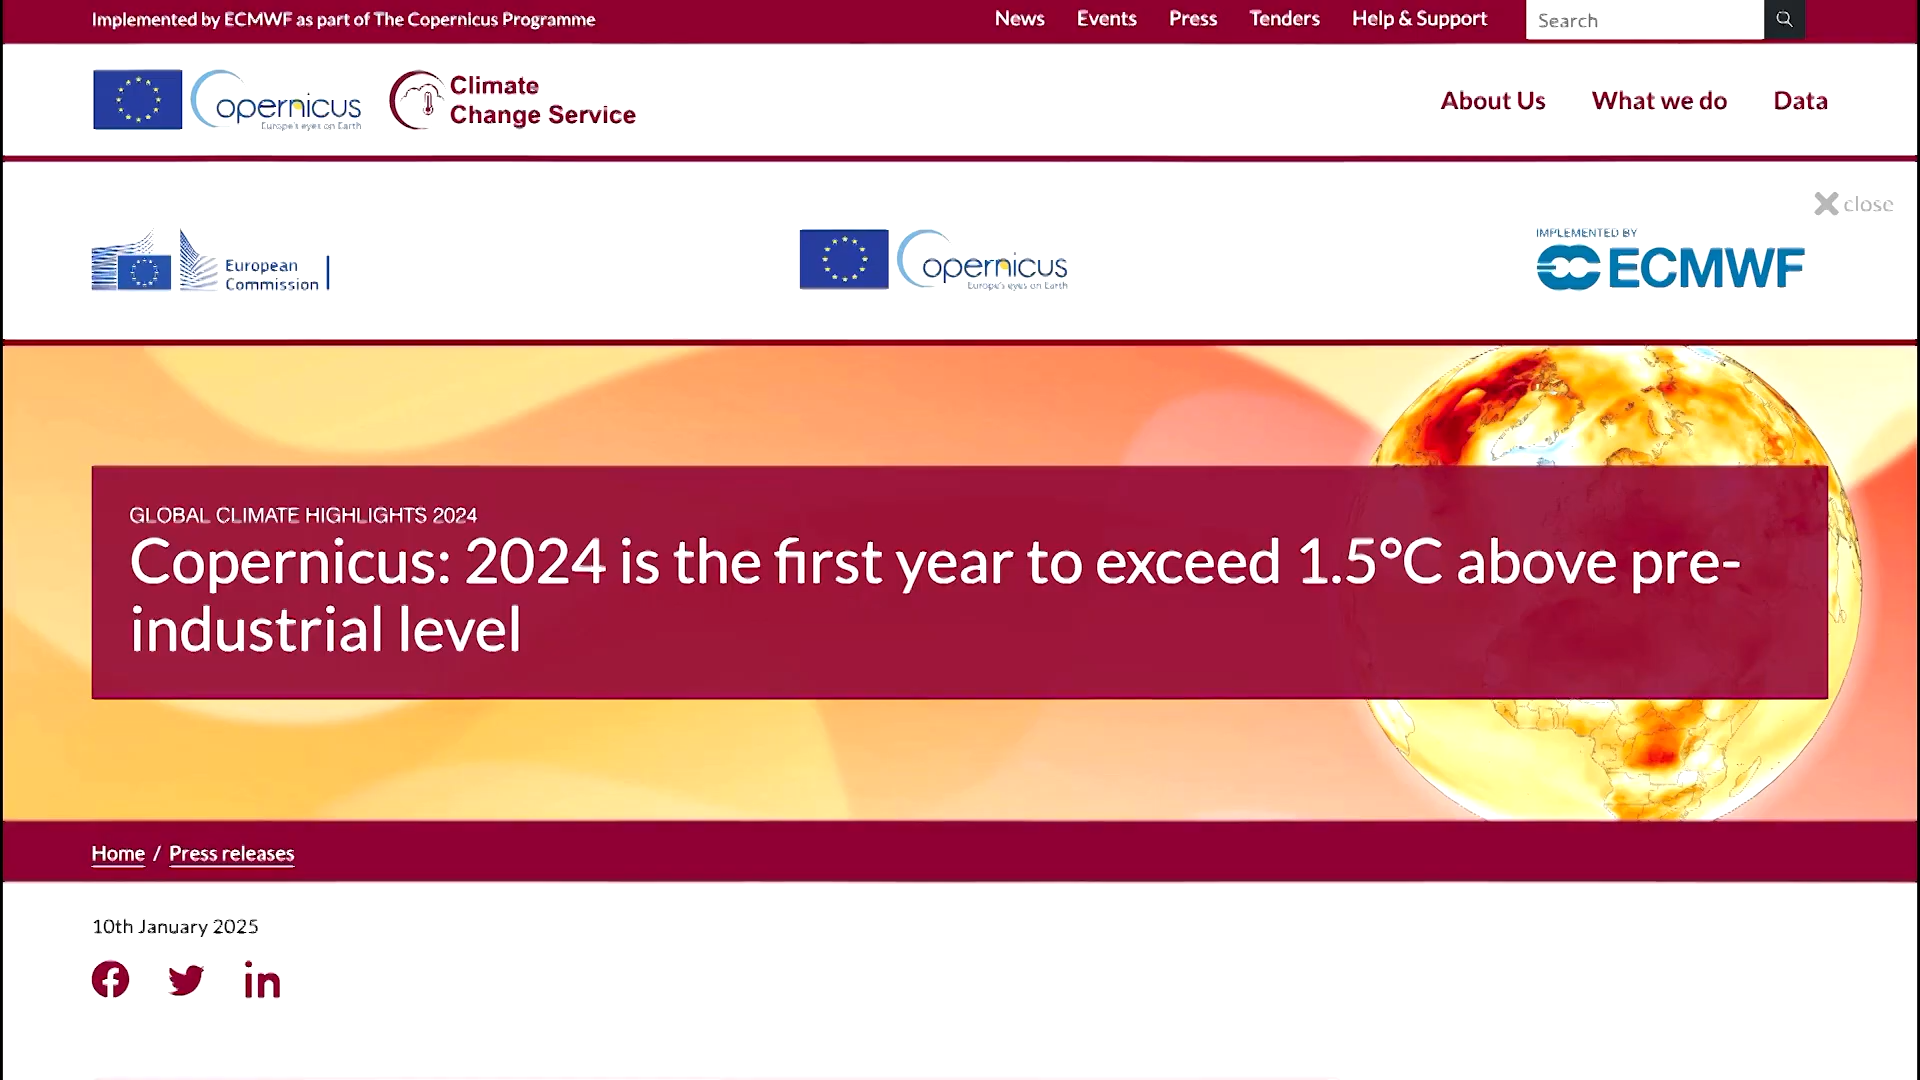 Implemented by ECMWF as part of The Copernicus Programme
News Events Press Tenders Help & Support Search
opernicus
Europe's eyes on Earth
Climate
Change Service
About Us What we do Data
close
European
Commission
opernicus
Europe's eyes on Earth
IMPLEMENTED BY
ECMWF
GLOBAL CLIMATE HIGHLIGHTS 2024
Copernicus: 2024 is the first year to exceed 1.5°C above pre-
industrial level
Home / Press releases
10th January 2025
in